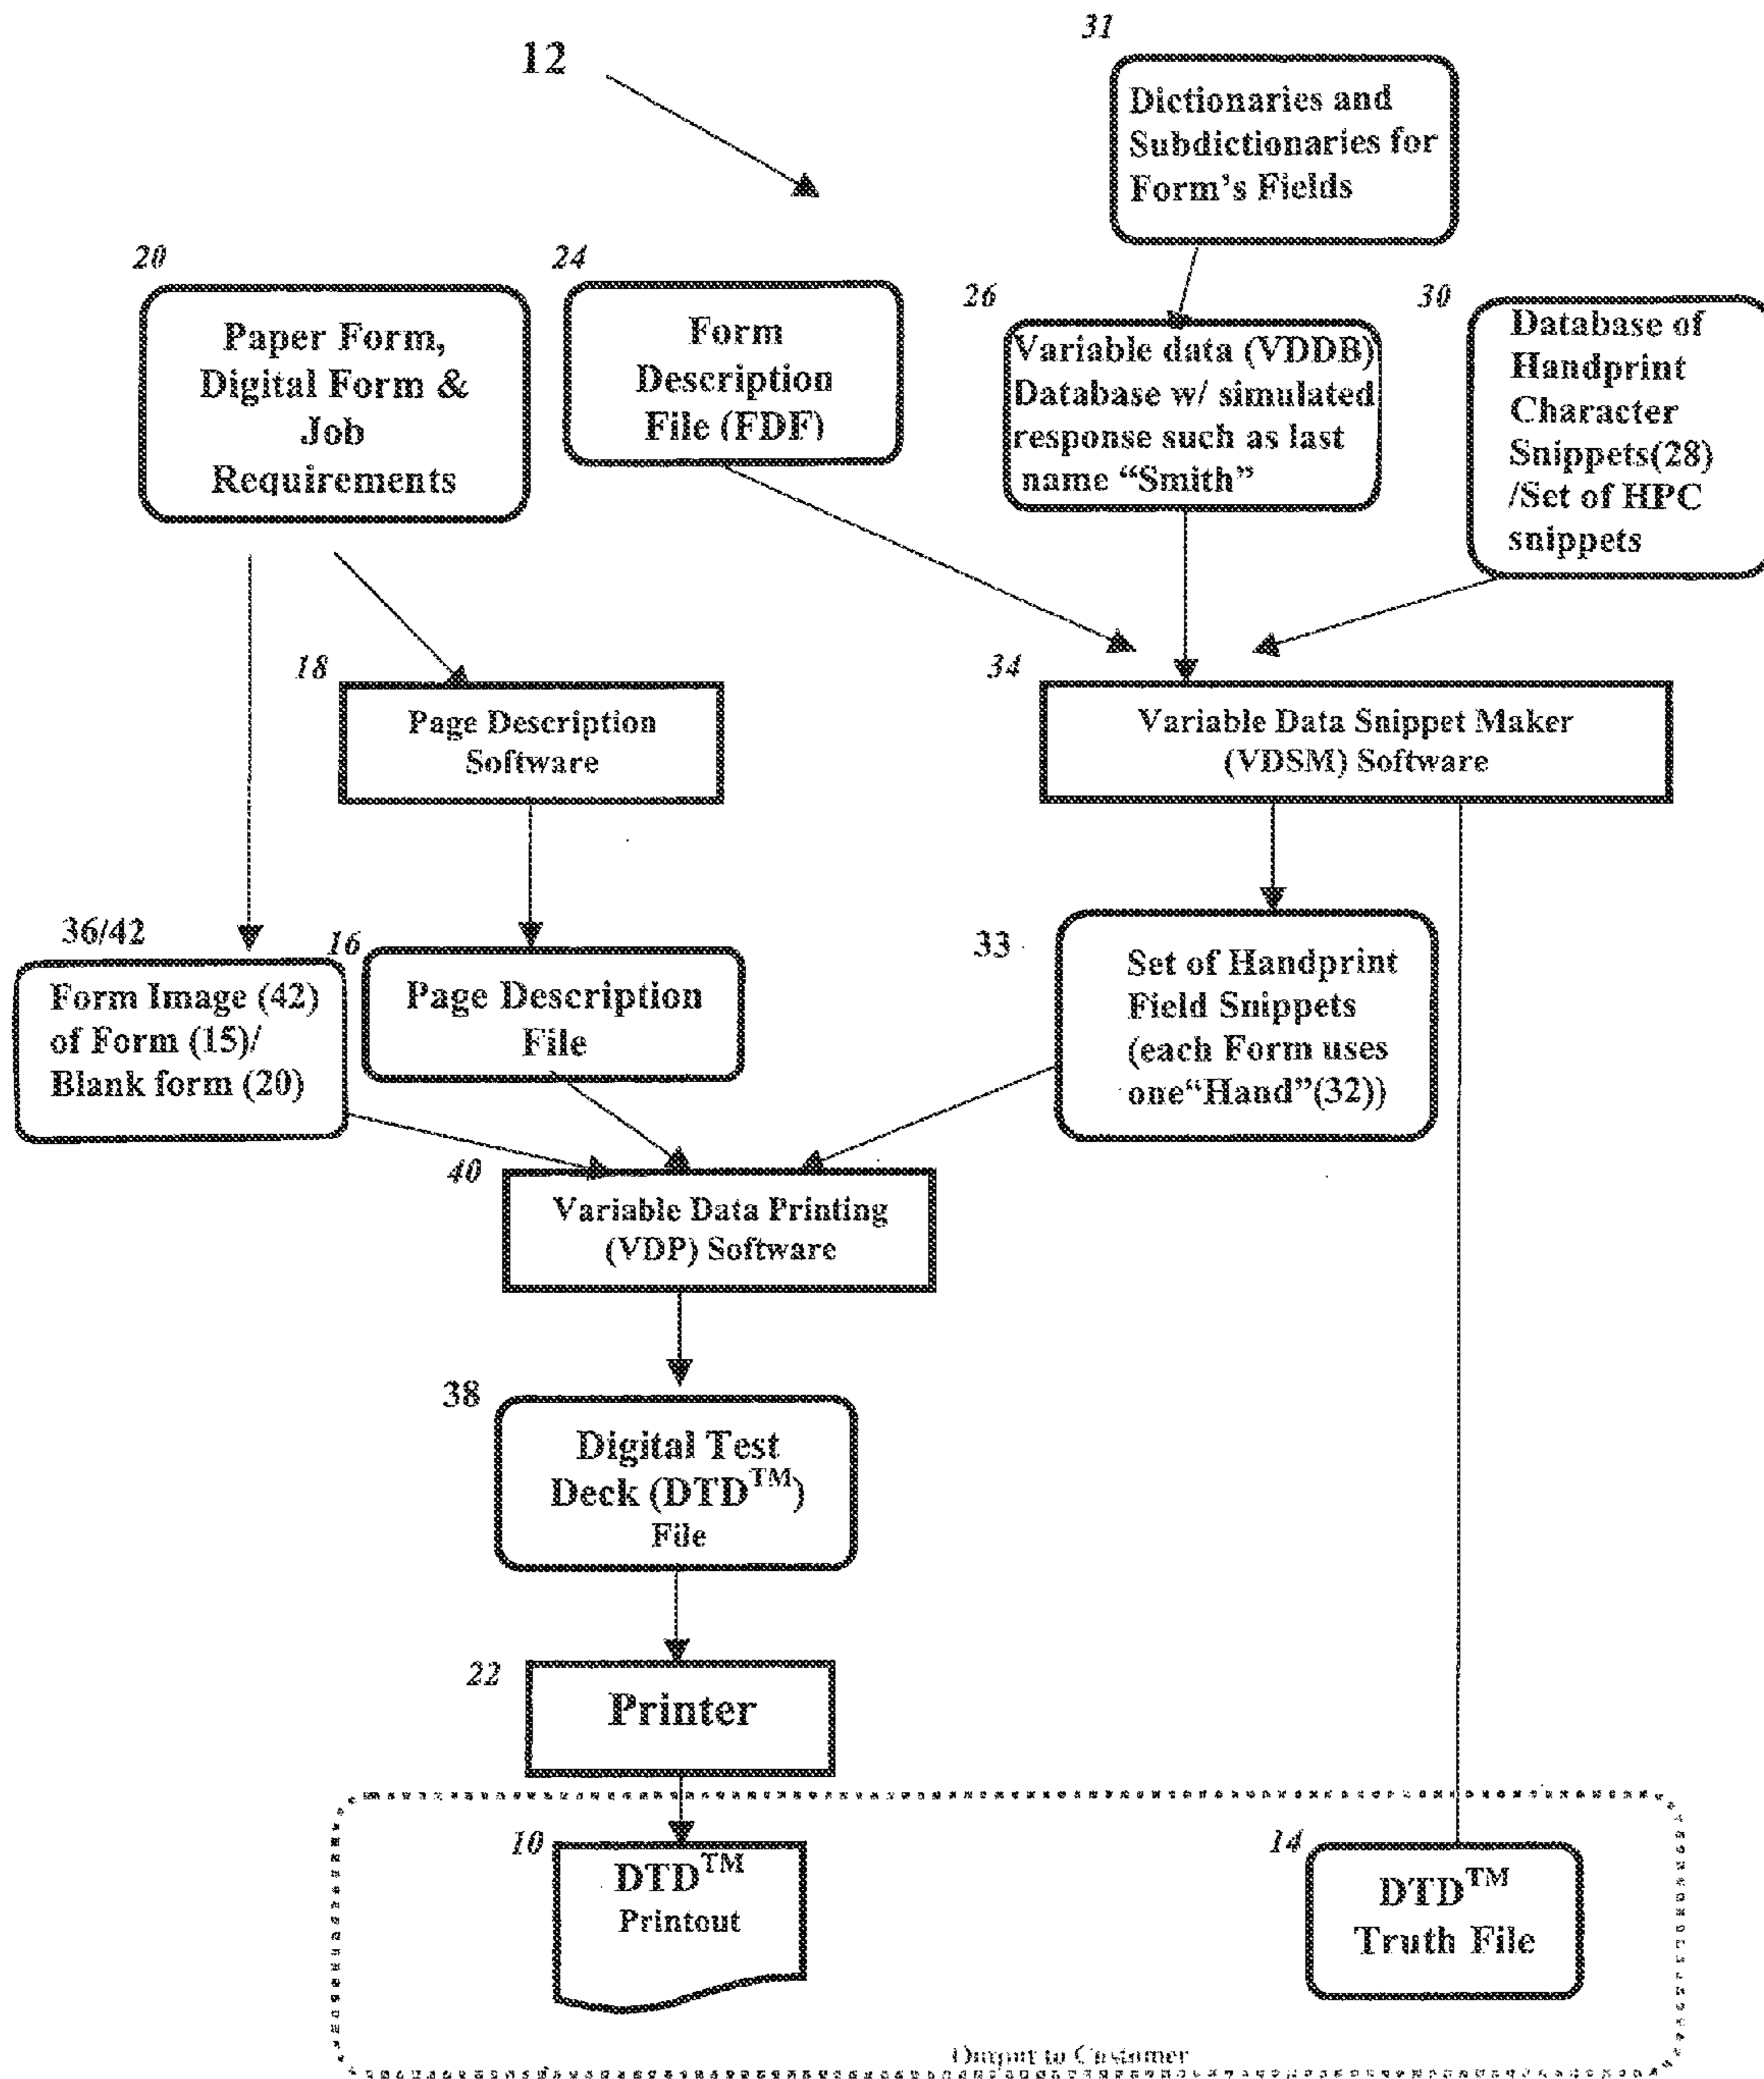 31
12
Dictionaries and
Subdictionaries for
Form's Fields
20
Paper Form,
Digital Form &
Job
Requirements
24
Form
Description
File (FDF)
26
Variable data (VDDB)
Database w/ simulated
response such as last
name “Smith”
30
Database of
Handprint
Character
Snippets(28)
/Set of HPC
snippets
18
Page Description
Software
34
Variable Data Snippet Maker
(VDSM) Software
36/42
Form Image (42)
of Form (15)/
Blank form (20)
16
Page Description
File
33
Set of Handprint
Field Snippets
(each Form uses
one“Hand”(32))
40
Variable Data Printing
(VDP) Software
38
Digital Test
Deck (DTD™)
File
22
Printer
10
DTD™
Printout
14
DTD™
Truth File
Output to Customer